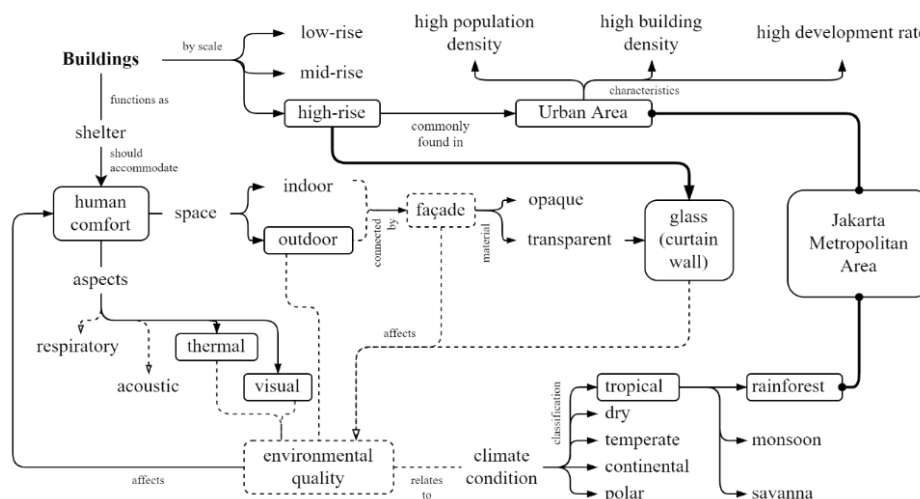 high population
density
high building
density
high development rate
low-rise
by scale
Buildings
mid-rise
characteristics
functions as
high-rise
Urban Area
commonly
found in
shelter
should
accommodate
human
comfort
space
indoor
outdoor
connected
by
façade
material
opaque
transparent
glass
(curtain
wall)
Jakarta
Metropolitan
Area
aspects
respiratory
thermal
acoustic
visual
affects
classification
tropical
rainforest
dry
temperate
monsoon
continental
polar
savanna
environmental
quality
relates
to
climate
condition
affects